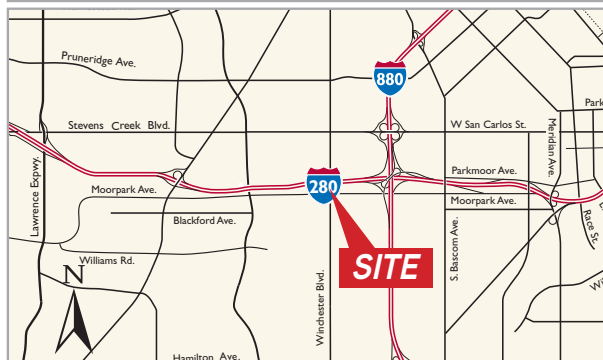 Pruneridge Ave.
880
Stevens Creek Blvd.
W San Carlos St.
Park
Meridian Ave.
Lawrence Expwy.
Moorpark Ave.
280
Parkmoor Ave.
Moorpark Ave.
Blackford Ave.
Race St.
Williams Rd.
SITE
S. Bascom Ave.
Winchester Blvd.
N
Hamilton Ave.